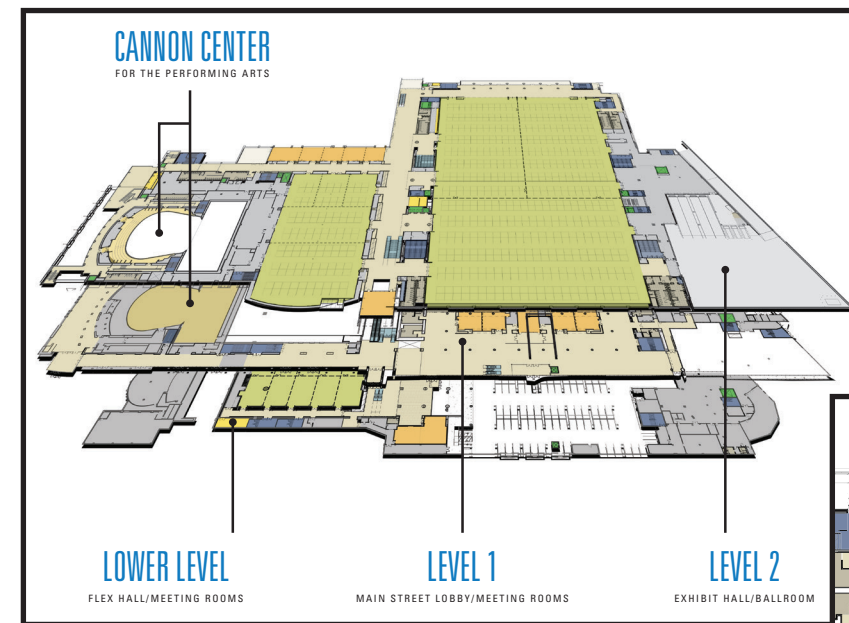 CANNON CENTER
FOR THE PERFORMING ARTS
LOWER LEVEL
FLEX HALL/MEETING ROOMS
LEVEL 1
MAIN STREET LOBBY/MEETING ROOMS
LEVEL 2
EXHIBIT HALL/BALLROOM